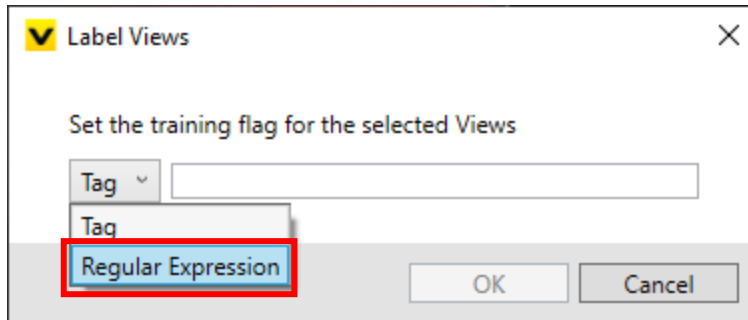 Label Views
Set the training flag for the selected Views
Tag
Tag
Regular Expression
OK
Cancel